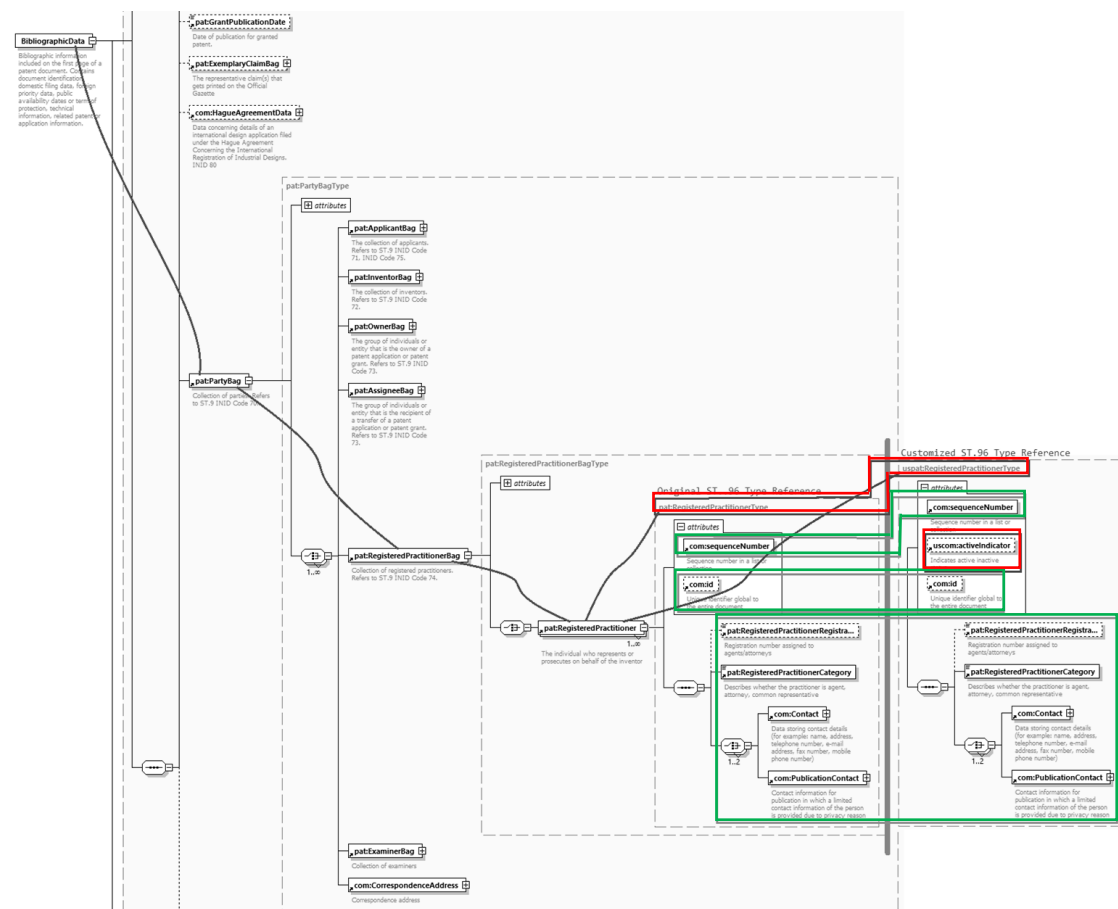 pat:GrantPublicationDate
Date of publication for granted
patent.
BibliographicData
Bibliographic information
included on the first page of a
patent document. Contains
document identification,
domestic filing data, foreign
priority data, public
availability dates or term of
protection, technical
information, related patent or
application information.
pat:ExemplaryClaimBag
The representative claim(s) that
gets printed on the Official
Gazette
com:HagueAgreementData
Data concerning details of an
international design application filed
under the Hague Agreement
Concerning the International
Registration of Industrial Designs.
INID 80
pat:PartyBagType
attributes
pat:ApplicantBag
The collection of applicants.
Refers to ST.9 INID Code
71, INID Code 75.
pat:InventorBag
The collection of inventors.
Refers to ST.9 INID Code
72.
pat:OwnerBag
The group of individuals or
entity that is the owner of a
patent application or patent
grant. Refers to ST.9 INID
Code 73.
pat:PartyBag
Collection of parties. Refers
to ST.9 INID Code 70.
pat:AssigneeBag
The group of individuals or
entity that is the recipient of
a transfer of a patent
application or patent grant.
Refers to ST.9 INID Code
73.
pat:RegisteredPractitionerBagType
attributes
pat:RegisteredPractitionerBag
Collection of registered practitioners.
Refers to ST.9 INID Code 74.
1..∞
pat:RegisteredPractitioner
1..∞
The individual who represents or
prosecutes on behalf of the inventor
Original ST. 96 Type Reference
pat:RegisteredPractitionerType
attributes
com:sequenceNumber
Sequence number in a list or
collection
com:id
Unique identifier global to
the entire document
pat:RegisteredPractitionerRegistra...
Registration number assigned to
agents/attorneys
pat:RegisteredPractitionerCategory
Describes whether the practitioner is agent,
attorney, common representative
com:Contact
Data storing contact details
(for example: name, address,
telephone number, e-mail
address, fax number, mobile
phone number)
1..2
com:PublicationContact
Contact information for
publication in which a limited
contact information of the person
is provided due to privacy reason
Customized ST.96 Type Reference
uspat:RegisteredPractitionerType
attributes
com:sequenceNumber
Sequence number in a list or
collection
uscom:activeIndicator
Indicates active inactive
com:id
Unique identifier global to
the entire document
pat:RegisteredPractitionerRegistra...
Registration number assigned to
agents/attorneys
pat:RegisteredPractitionerCategory
Describes whether the practitioner is agent,
attorney, common representative
com:Contact
Data storing contact details
(for example: name, address,
telephone number, e-mail
address, fax number, mobile
phone number)
1..2
com:PublicationContact
Contact information for
publication in which a limited
contact information of the person
is provided due to privacy reason
pat:ExaminerBag
Collection of examiners
com:CorrespondenceAddress
Correspondence address